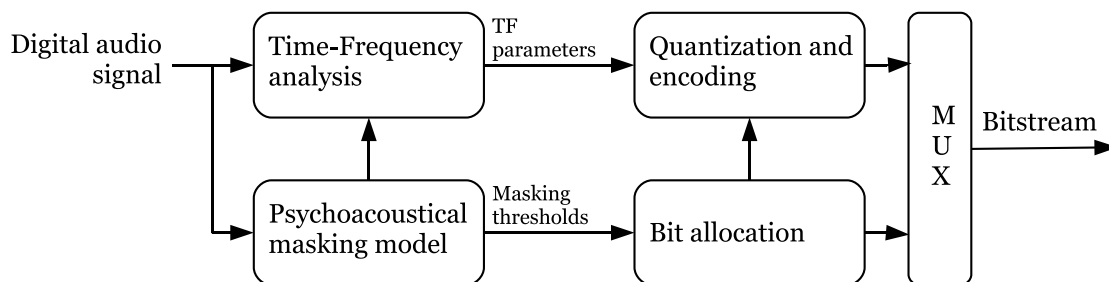 Digital audio
signal
Time-Frequency
analysis
TF
parameters
Quantization and
encoding
M
U
X
Bitstream
Psychoacoustical
masking model
Masking
thresholds
Bit allocation